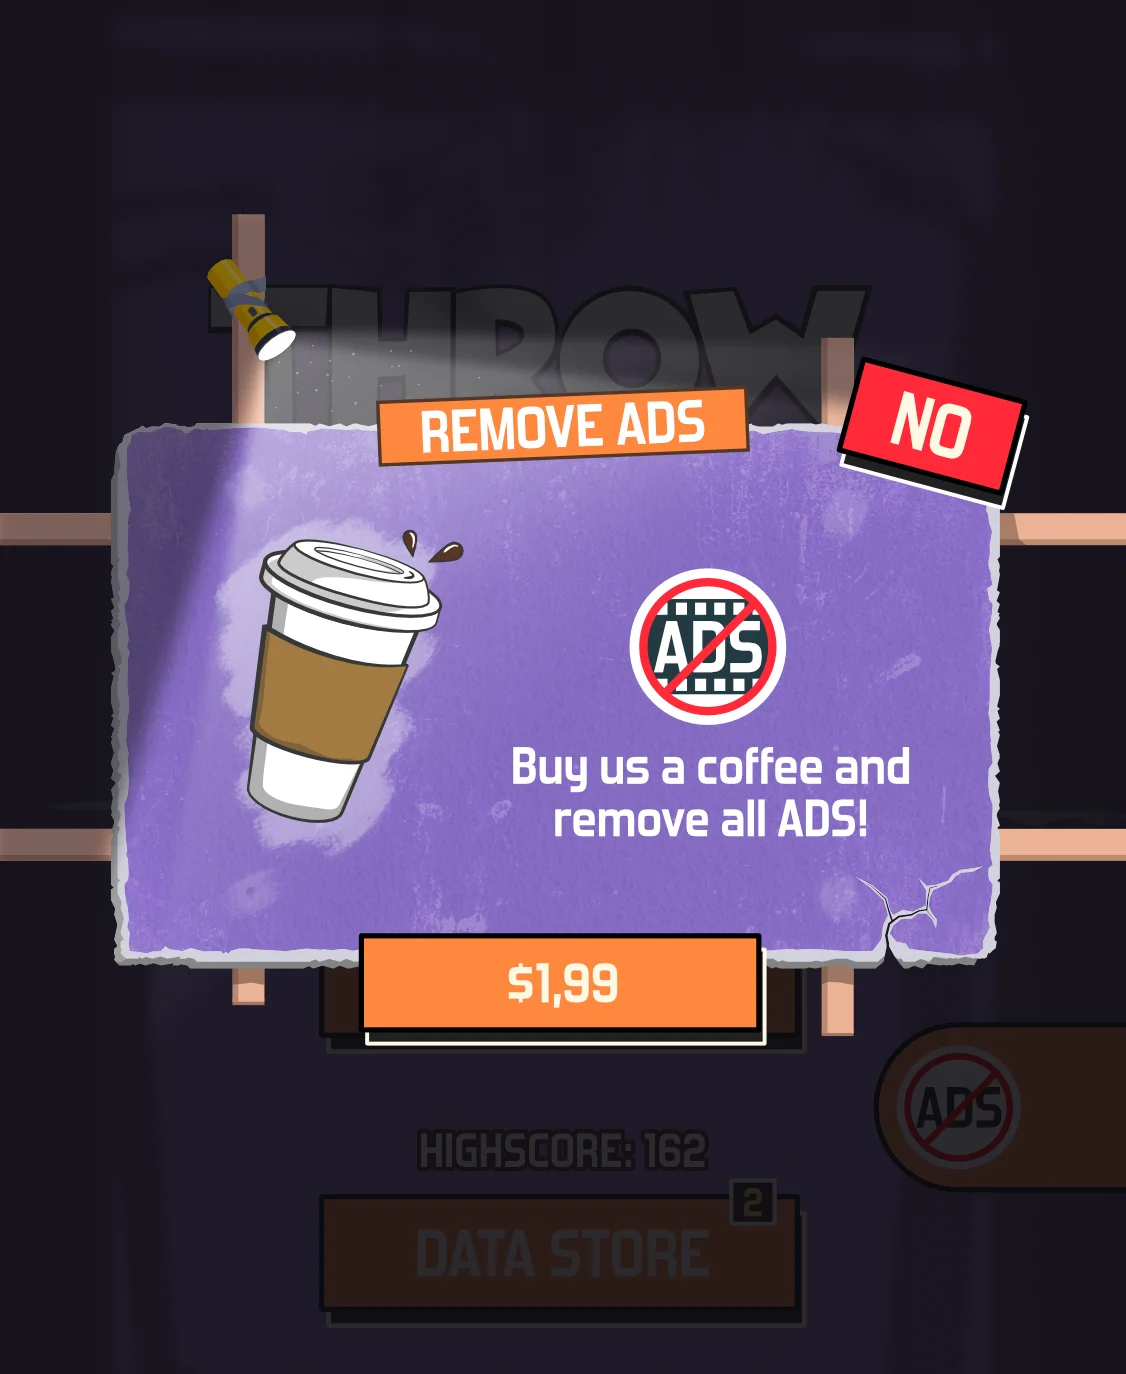 THROW
REMOVE ADS
NO
ADS
Buy us a coffee and
remove all ADS!
$1,99
ADS
HIGHSCORE: 162
2
DATA STORE